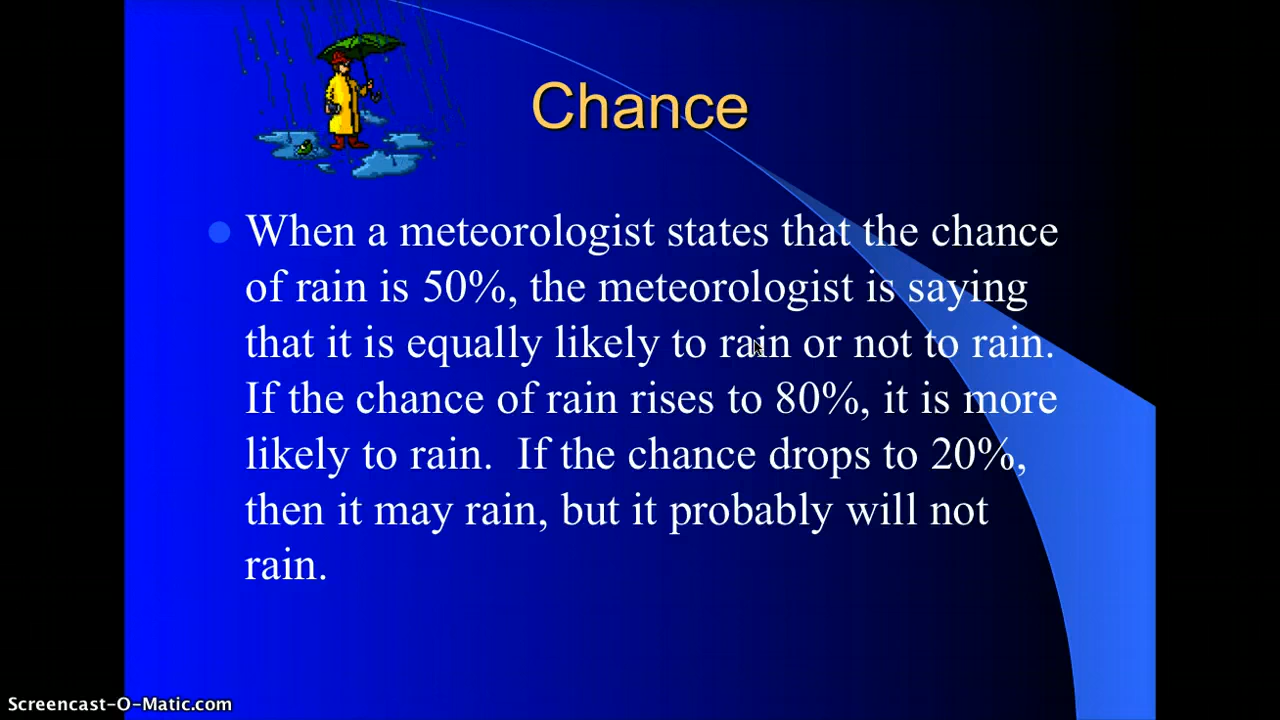 Chance
When a meteorologist states that the chance
of rain is 50%, the meteorologist is saying
that it is equally likely to rain or not to rain.
If the chance of rain rises to 80%, it is more
likely to rain.  If the chance drops to 20%,
then it may rain, but it probably will not
rain.
Screencast-O-Matic.com